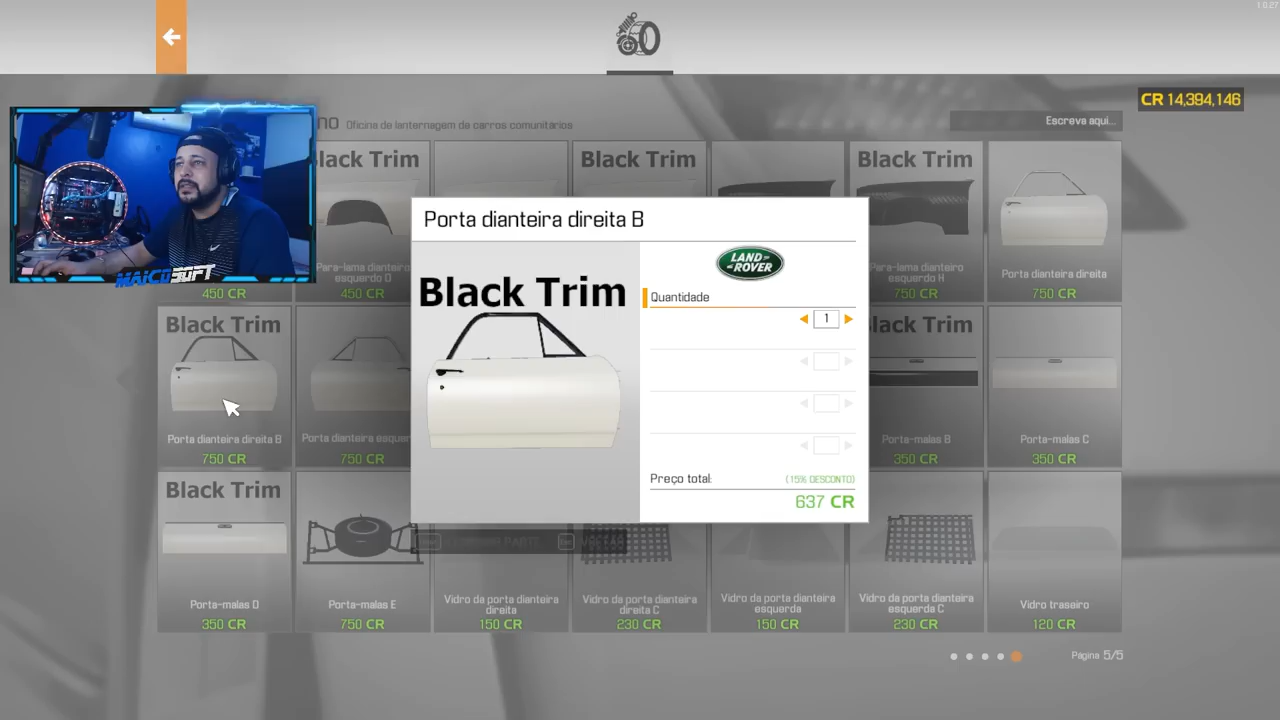 1.0.27
CR 14,394,146
no Oficina de lanternagem de carros comunitários
Escreva aqui...
MAICOSOFT
450 CR
Black Trim
Para-lama dianteiro
esquerdo D
450 CR
Black Trim
Black Trim
Para-lama dianteiro
esquerdo H
750 CR
Porta dianteira direita
750 CR
Porta dianteira direita B
Black Trim
LAND
ROVER
Quantidade
1
Preço total:
(15% DESCONTO)
637 CR
Black Trim
Porta dianteira direita B
750 CR
Porta dianteira esquer
750 CR
Black Trim
Porta-malas B
350 CR
Porta-malas C
350 CR
Black Trim
Porta-malas D
350 CR
Porta-malas E
750 CR
Vidro da porta dianteira
direita
150 CR
Vidro da porta dianteira
direita C
230 CR
Vidro da porta dianteira
esquerda
150 CR
Vidro da porta dianteira
esquerda C
230 CR
Vidro traseiro
120 CR
Página 5/5